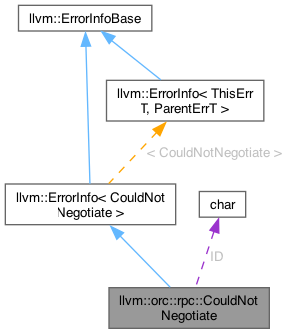 llvm::ErrorInfoBase
llvm::ErrorInfo< ThisErr
T, ParentErrT >
< CouldNotNegotiate >
llvm::ErrorInfo< CouldNot
Negotiate >
char
ID
llvm::orc::rpc::CouldNot
Negotiate